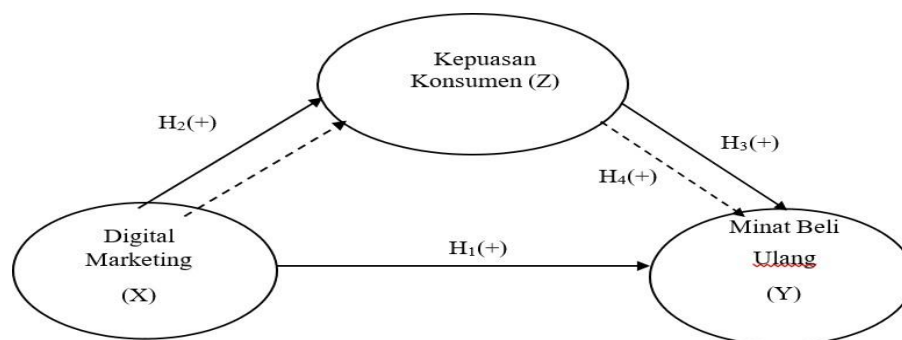 Kepuasan
Konsumen (Z)
H₂(+)
H₃(+)
H₄(+)
Digital
Marketing
(X)
H₁(+)
Minat Beli
Ulang
(Y)